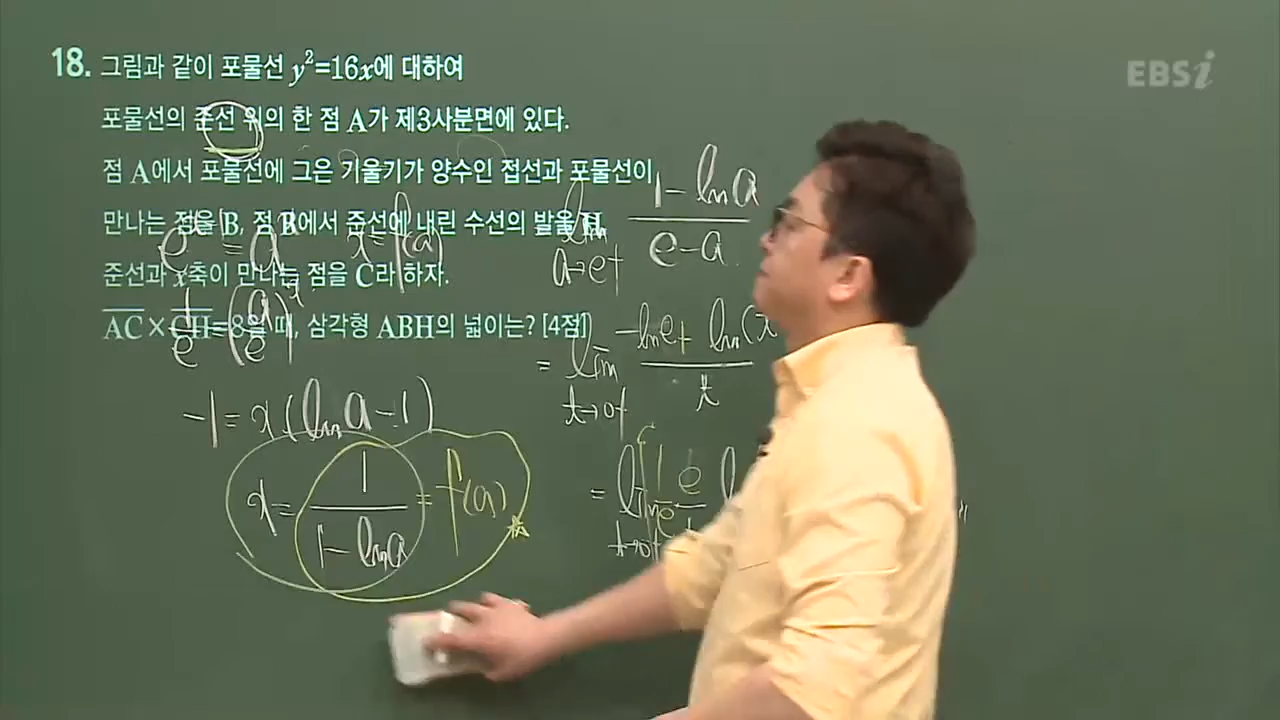 18. 그림과 같이 포물선 y²=16x에 대하여
EBSi
포물선의 준선 위의 한 점 A가 제3사분면에 있다.
점 A에서 포물선에 그은 기울기가 양수인 접선과 포물선이
만나는 점을 B, 점 B에서 준선에 내린 수선의 발을 H,
준선과 x축이 만나는 점을 C라 하자.
AC×CH=8일 때, 삼각형 ABH의 넓이는? [4점]
x=f(a)
-1=x(ln a-1)
x=1/(1-ln a)=f(a)
lim a→e+ (1-ln a)/(e-a)
=lim t→0+
=lim t→0+